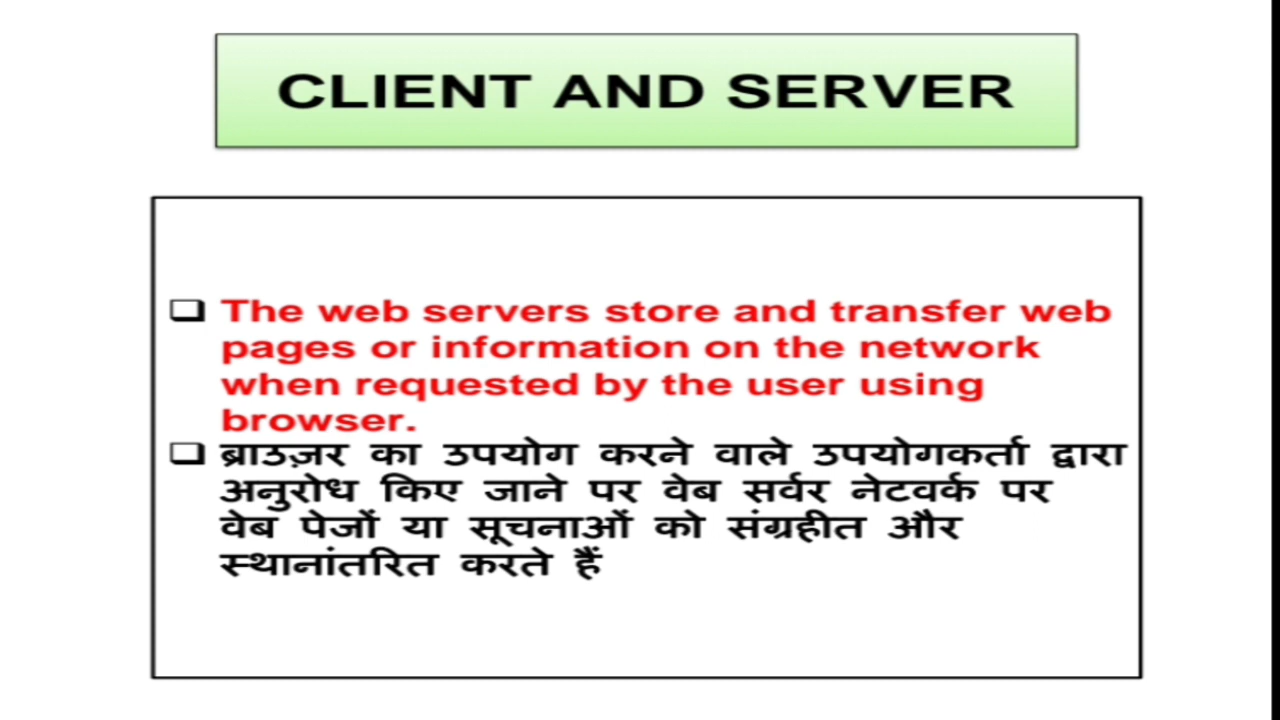 CLIENT AND SERVER
The web servers store and transfer web
pages or information on the network
when requested by the user using
browser.
ब्राउज़र का उपयोग करने वाले उपयोगकर्ता द्वारा
अनुरोध किए जाने पर वेब सर्वर नेटवर्क पर
वेब पेजों या सूचनाओं को संग्रहीत और
स्थानांतरित करते हैं